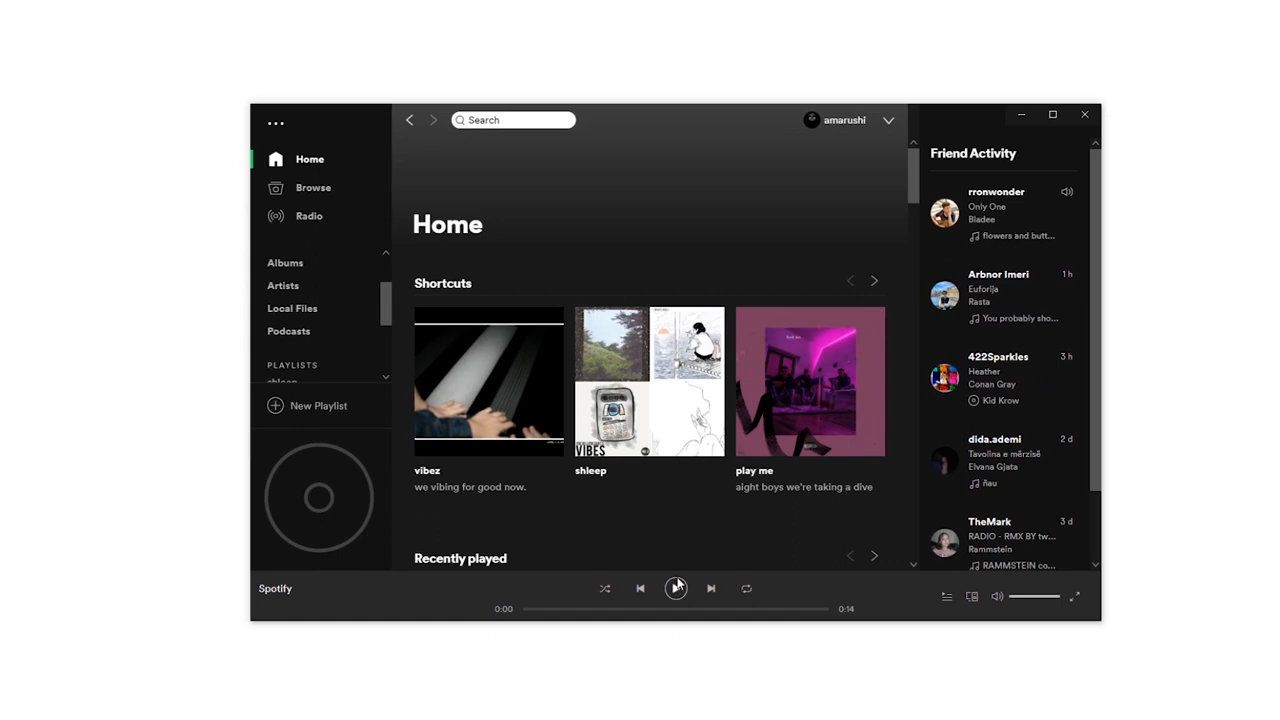 Search
amarushi
Home
Browse
Radio
Albums
Artists
Local Files
Podcasts
PLAYLISTS
shleep
New Playlist
Home
Shortcuts
VIBES
vibez
we vibing for good now.
shleep
play me
aight boys we're taking a dive
Recently played
Friend Activity
rronwonder
Only One
Bladee
flowers and butt...
Arbnor Imeri 1 h
Euforija
Rasta
You probably sho...
422Sparkles 3 h
Heather
Conan Gray
Kid Krow
dida.ademi 2 d
Tavolina e mërzisë
Elvana Gjata
ñau
TheMark 3 d
RADIO - RMX BY tw...
Rammstein
RAMMSTEIN co...
Spotify
0:00
0:14